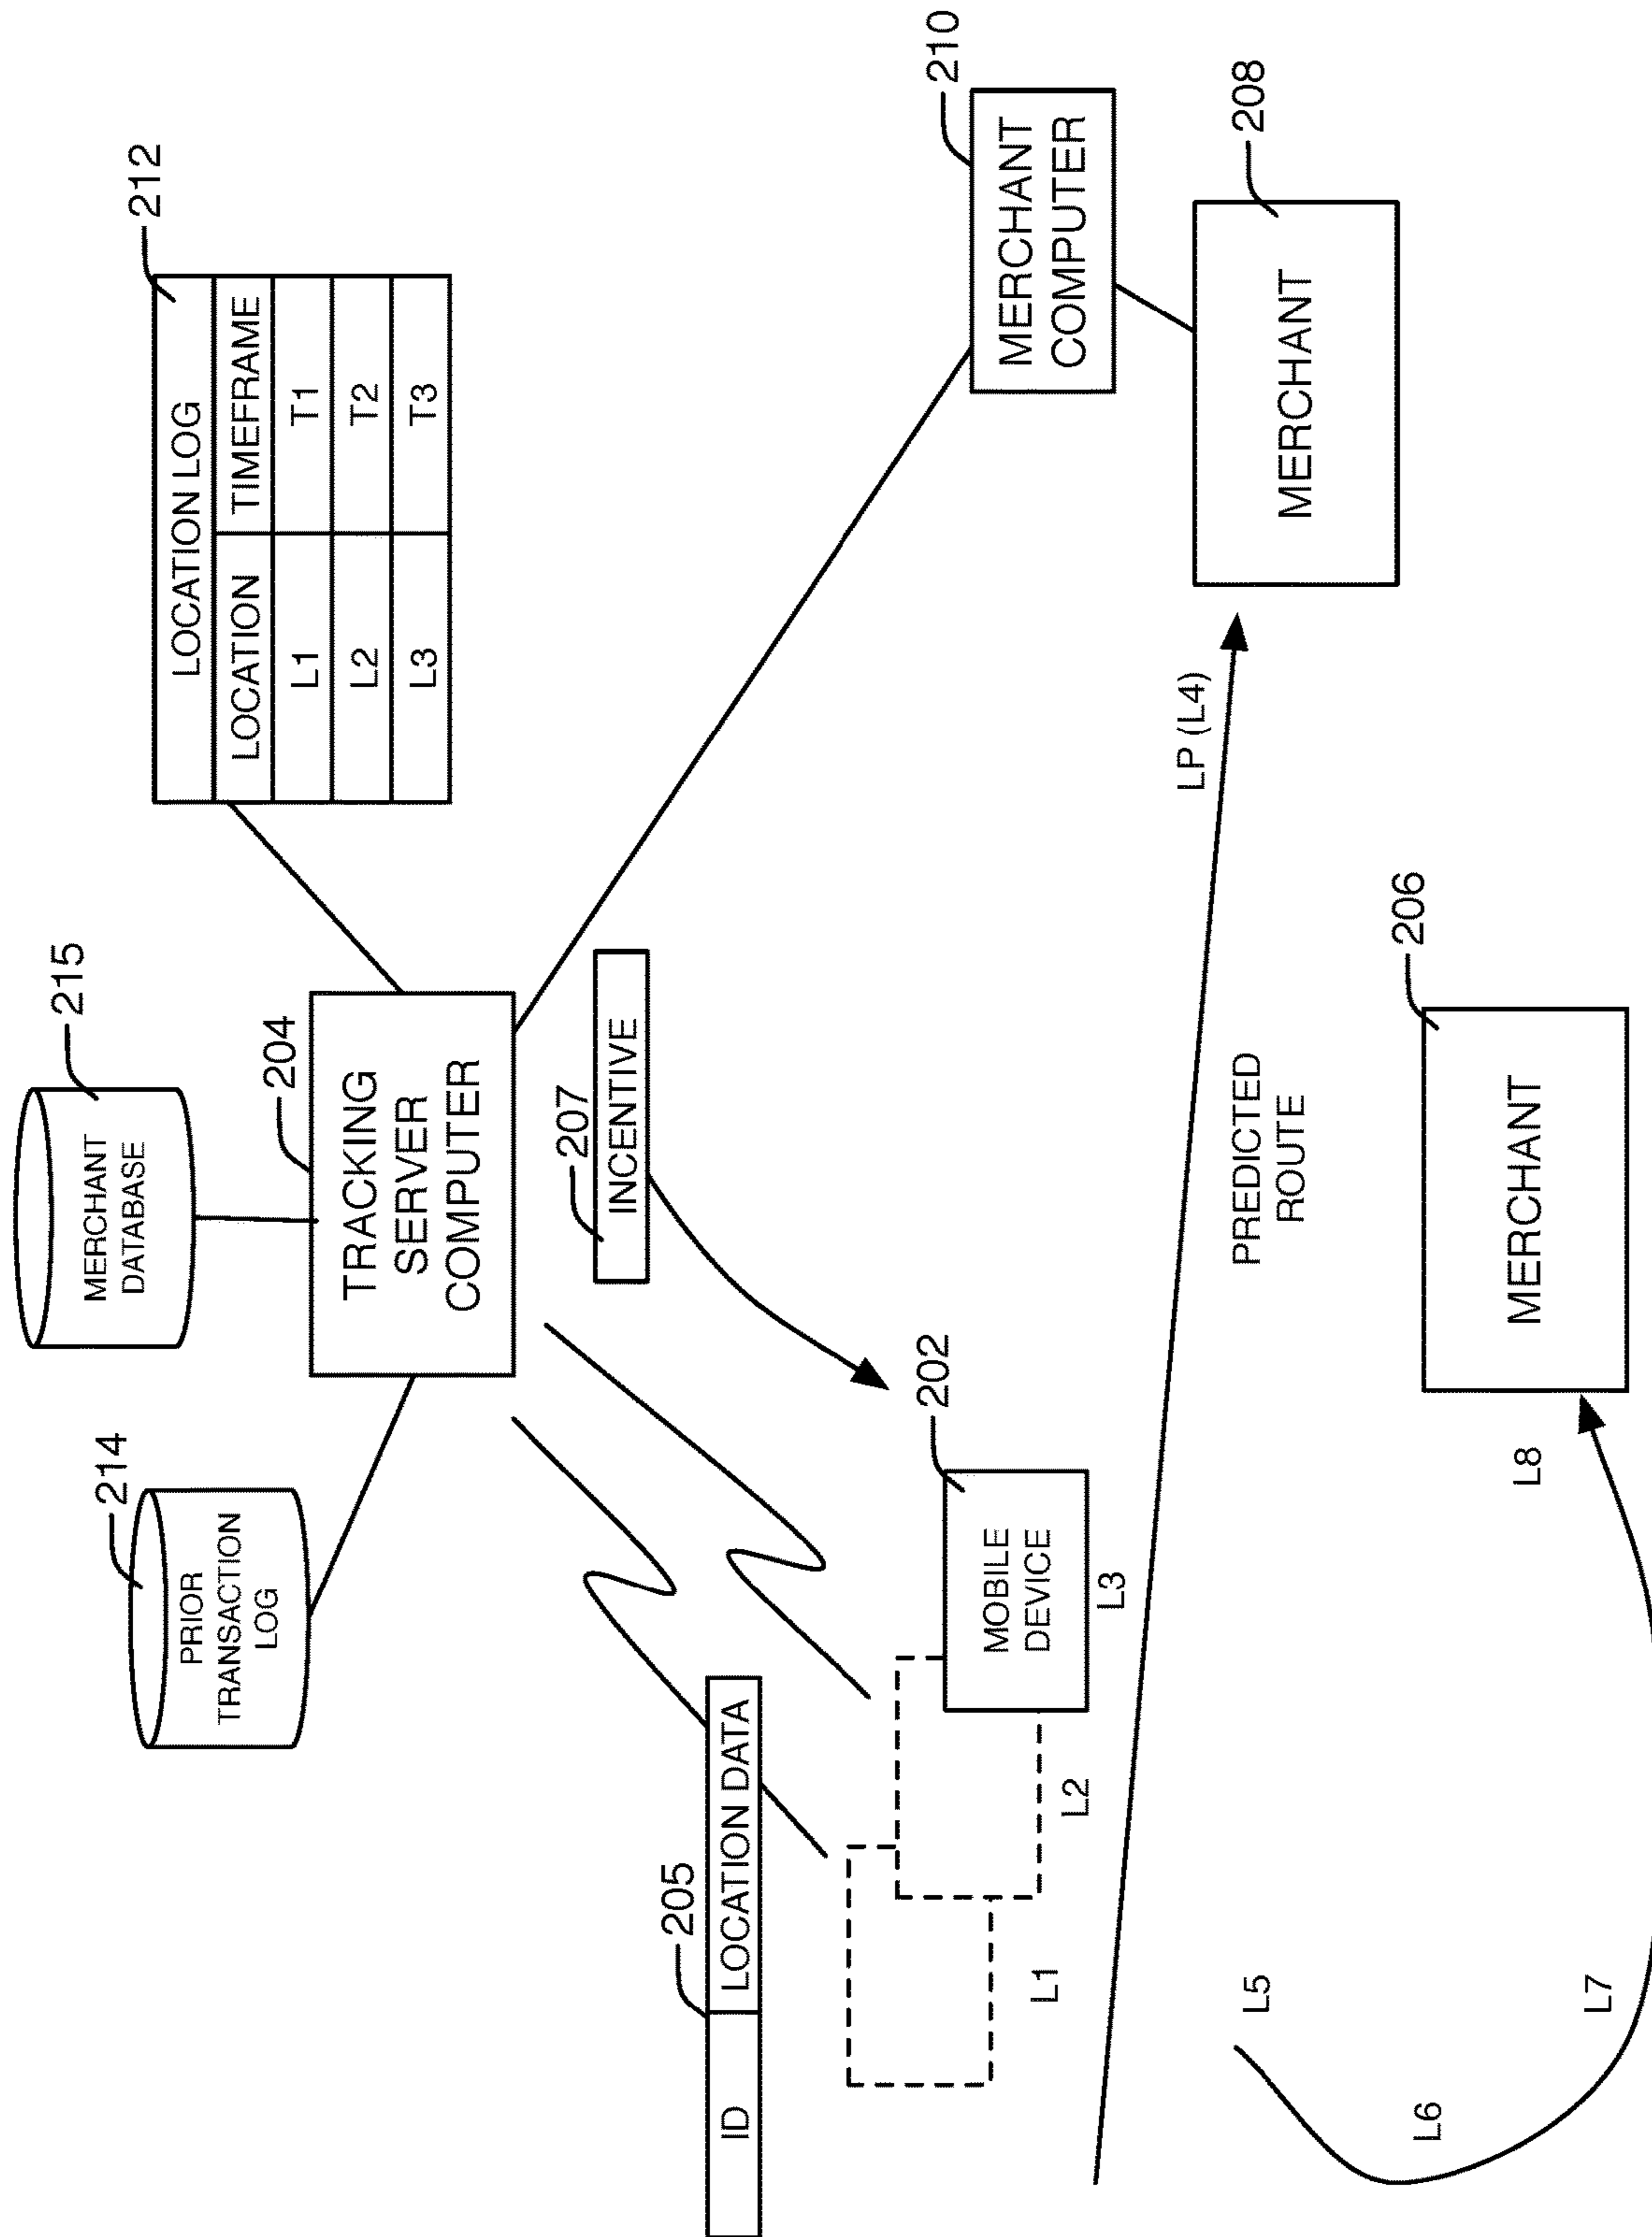 215
MERCHANT
DATABASE
214
PRIOR
TRANSACTION
LOG
204
TRACKING
SERVER
COMPUTER
212
LOCATION LOG
LOCATION TIMEFRAME
L1 T1
L2 T2
L3 T3
207
INCENTIVE
205
ID LOCATION DATA
202
MOBILE
DEVICE
L1
L2
L3
210
MERCHANT
COMPUTER
208
MERCHANT
LP (L4)
PREDICTED
ROUTE
206
MERCHANT
L5
L6
L7
L8